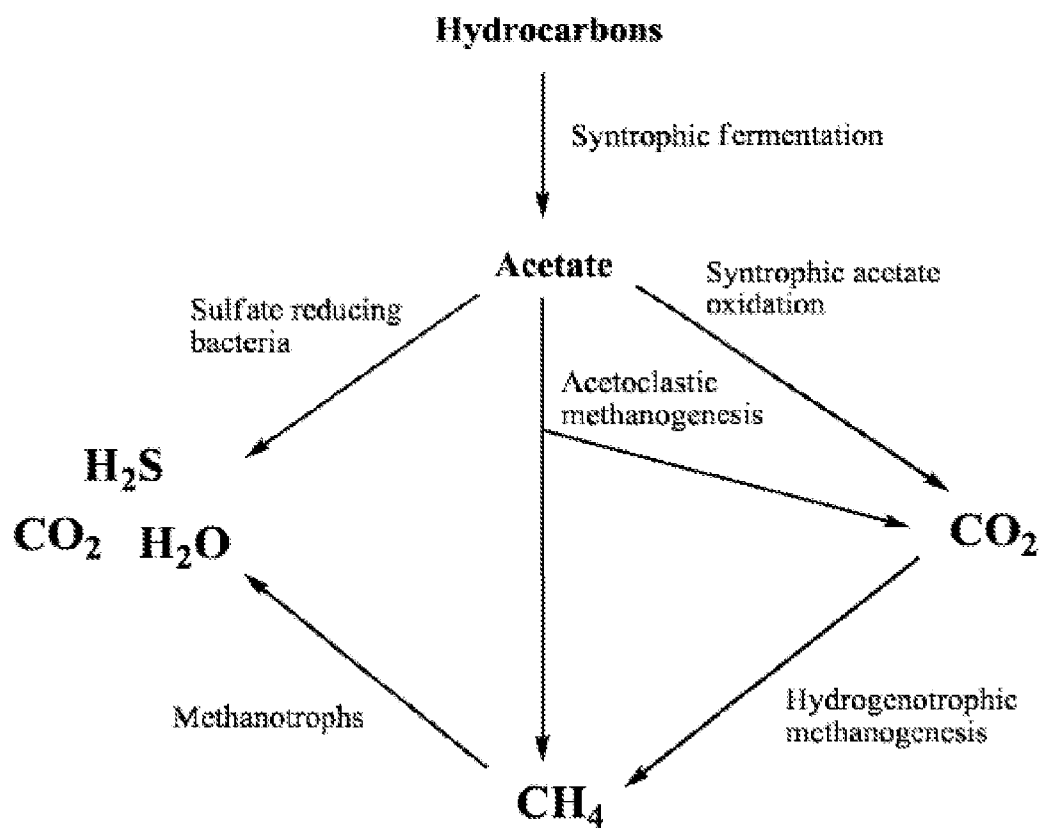 Hydrocarbons
Syntrophic fermentation
Acetate
Syntrophic acetate
oxidation
Sulfate reducing
bacteria
Acetoclastic
methanogenesis
H₂S
CO₂ H₂O
CO₂
Methanotrophs
Hydrogenotrophic
methanogenesis
CH₄